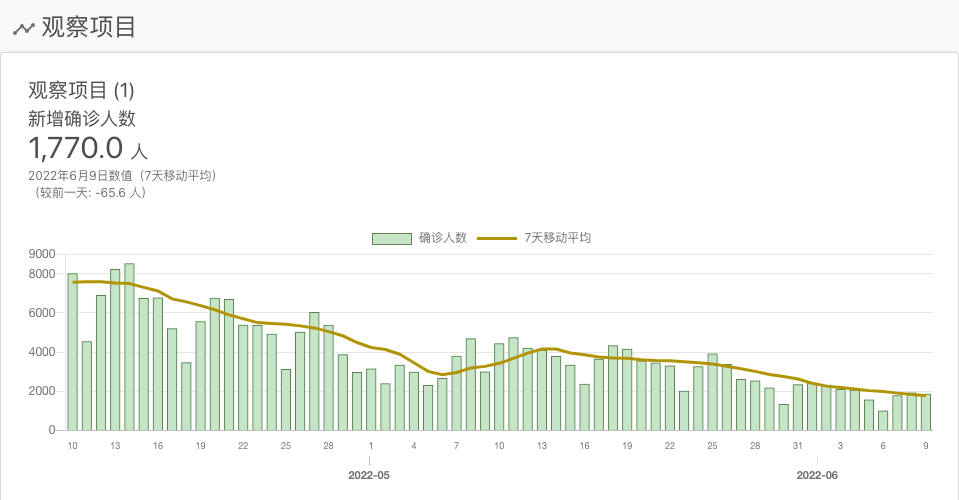 观察项目
观察项目 (1)
新增确诊人数
1,770.0 人
2022年6月9日数值（7天移动平均）
（较前一天: -65.6 人）
确诊人数 7天移动平均
9000
8000
6000
4000
2000
0
10 13 16 19 22 25 28 1 4 7 10 13 16 19 22 25 28 31 3 6 9
2022-05 2022-06